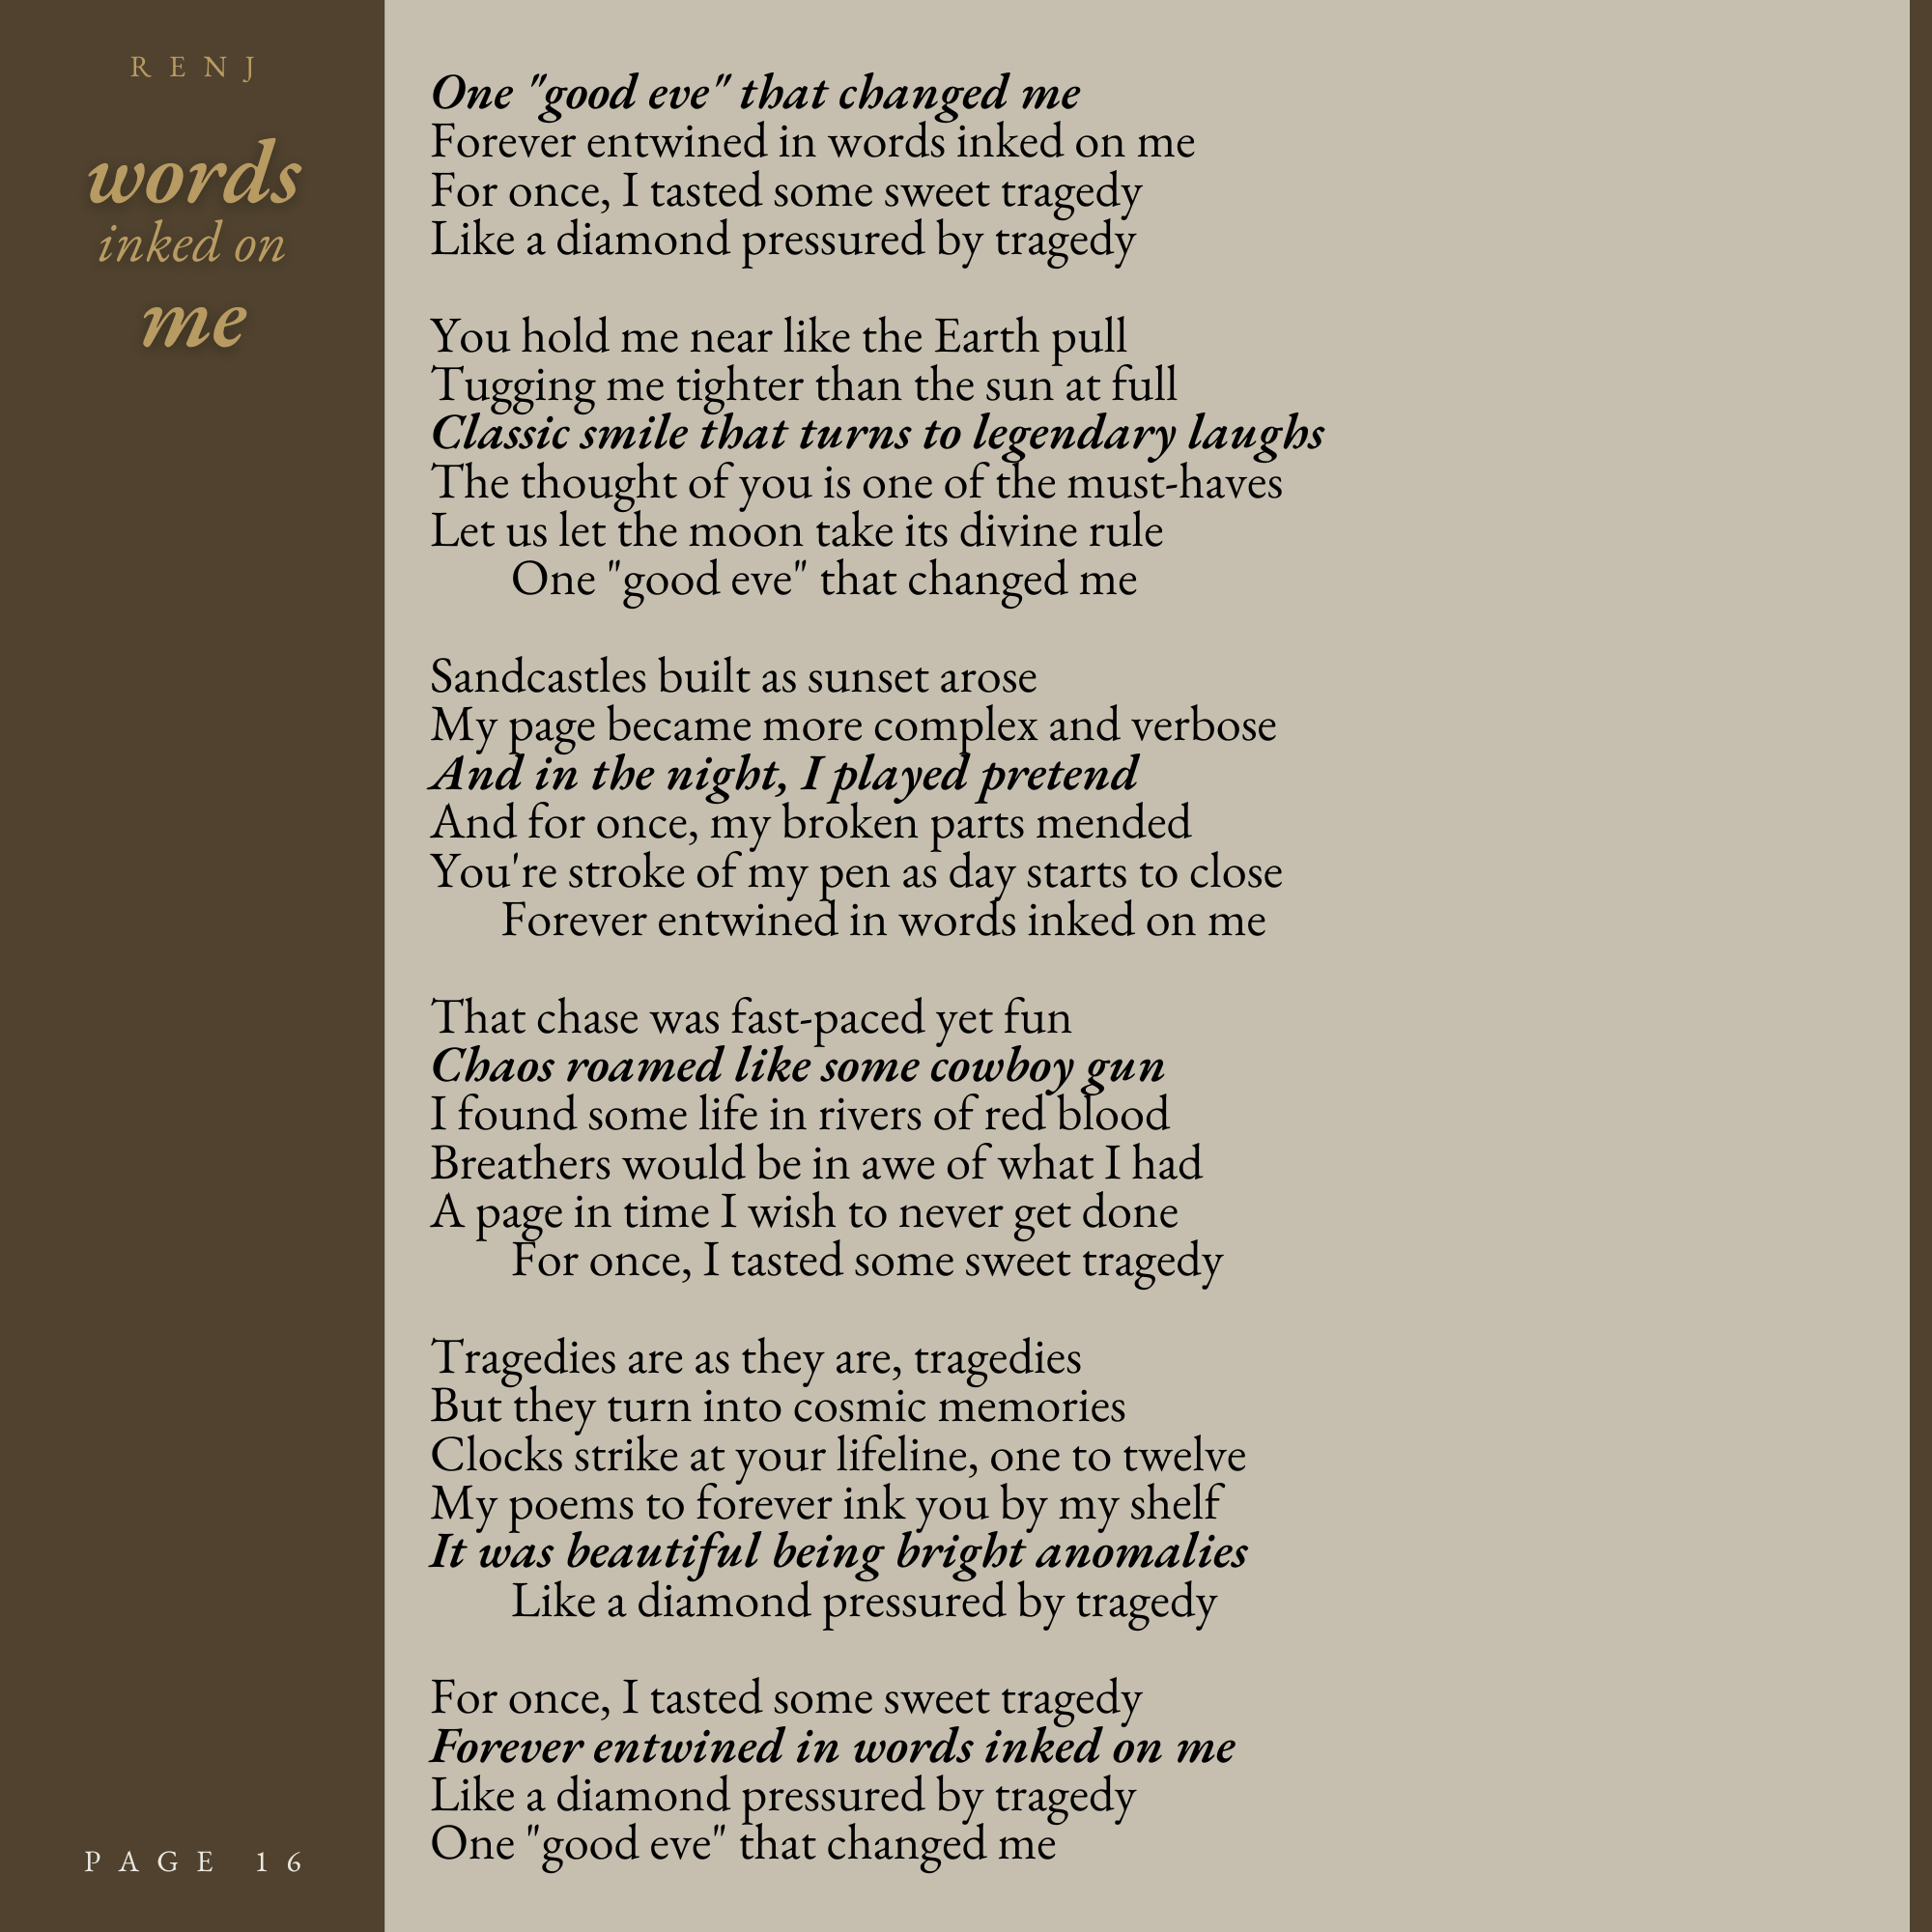 RENJ
words
inked on
me
One "good eve" that changed me
Forever entwined in words inked on me
For once, I tasted some sweet tragedy
Like a diamond pressured by tragedy
You hold me near like the Earth pull
Tugging me tighter than the sun at full
Classic smile that turns to legendary laughs
The thought of you is one of the must-haves
Let us let the moon take its divine rule
One "good eve" that changed me
Sandcastles built as sunset arose
My page became more complex and verbose
And in the night, I played pretend
And for once, my broken parts mended
You're stroke of my pen as day starts to close
Forever entwined in words inked on me
That chase was fast-paced yet fun
Chaos roamed like some cowboy gun
I found some life in rivers of red blood
Breathers would be in awe of what I had
A page in time I wish to never get done
For once, I tasted some sweet tragedy
Tragedies are as they are, tragedies
But they turn into cosmic memories
Clocks strike at your lifeline, one to twelve
My poems to forever ink you by my shelf
It was beautiful being bright anomalies
Like a diamond pressured by tragedy
For once, I tasted some sweet tragedy
Forever entwined in words inked on me
Like a diamond pressured by tragedy
One "good eve" that changed me
PAGE 16